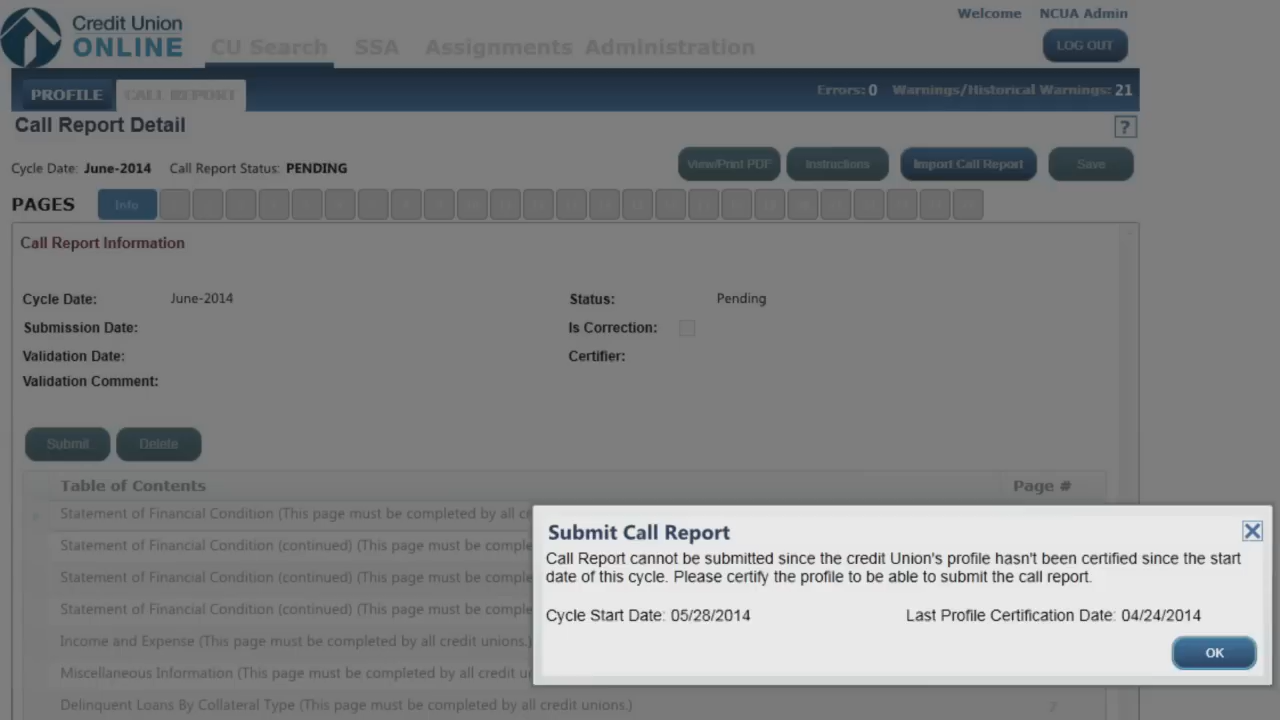 Credit Union
ONLINE
Welcome NCUA Admin
CU Search SSA Assignments Administration
LOG OUT
PROFILE CALL REPORT
Errors: 0 Warnings/Historical Warnings: 21
Call Report Detail
?
Cycle Date: June-2014 Call Report Status: PENDING
View/Print PDF Instructions Import Call Report Save
PAGES Info
Call Report Information
Cycle Date: June-2014 Status: Pending
Submission Date: Is Correction:
Validation Date: Certifier:
Validation Comment:
Submit Delete
Table of Contents Page #
Statement of Financial Condition (This page must be completed by all
Statement of Financial Condition (continued) (This page must be
Statement of Financial Condition (continued) (This page must be
Statement of Financial Condition (continued) (This page must be
Income and Expense (This page must be completed by all credit unions.)
Miscellaneous Information (This page must be completed by all credit
Delinquent Loans By Collateral Type (This page must be completed by all credit unions.) 7
Submit Call Report
Call Report cannot be submitted since the credit Union's profile hasn't been certified since the start
date of this cycle. Please certify the profile to be able to submit the call report.
Cycle Start Date: 05/28/2014 Last Profile Certification Date: 04/24/2014
OK